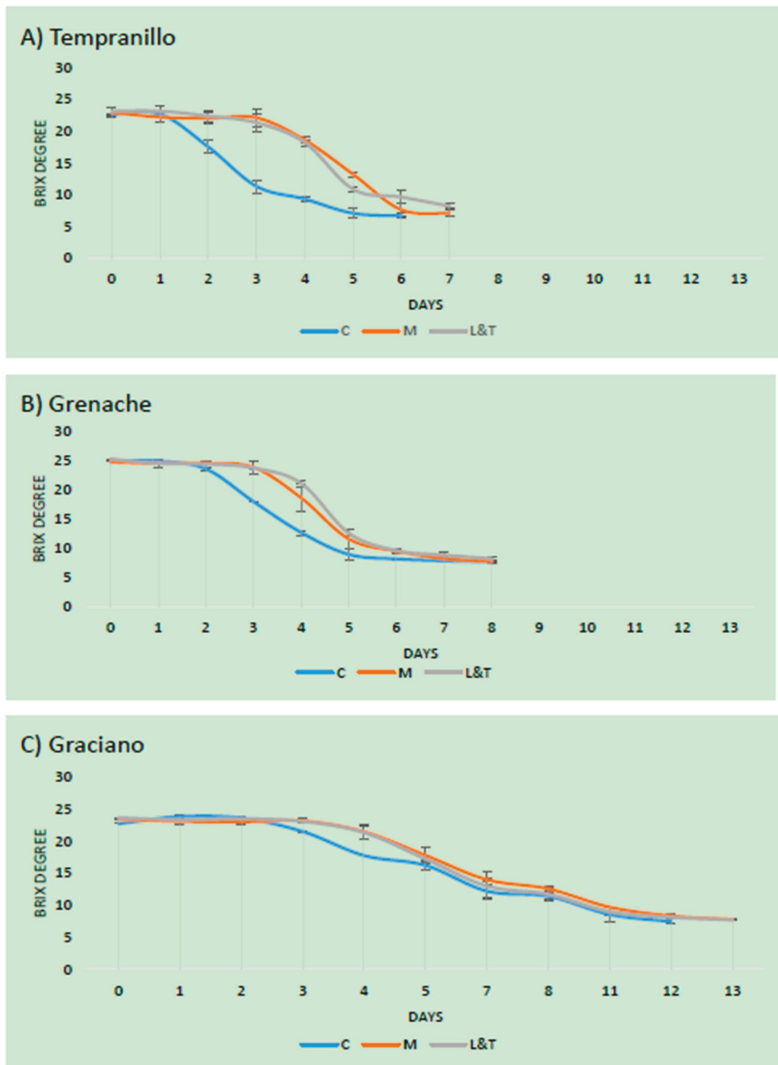 A) Tempranillo
30
25
20
15
10
5
0
BRIX DEGREE
0 1 2 3 4 5 6 7 8 9 10 11 12 13
DAYS
C M L&T
B) Grenache
30
25
20
15
10
5
0
BRIX DEGREE
0 1 2 3 4 5 6 7 8 9 10 11 12 13
DAYS
C M L&T
C) Graciano
30
25
20
15
10
5
0
BRIX DEGREE
0 1 2 3 4 5 7 8 11 12 13
DAYS
C M L&T